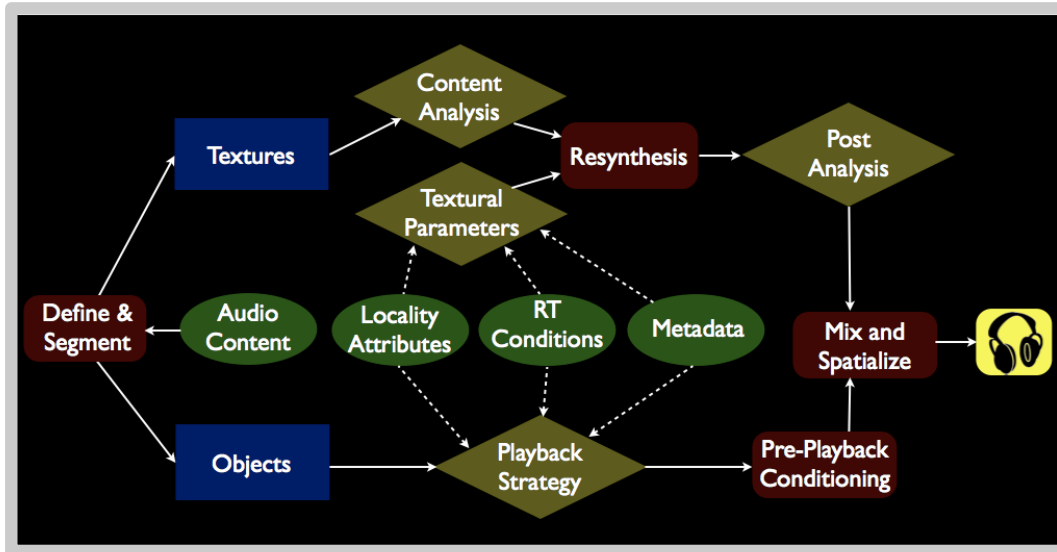 Content
Analysis
Textures
Resynthesis
Post
Analysis
Textural
Parameters
Define &
Segment
Audio
Content
Locality
Attributes
RT
Conditions
Metadata
Mix and
Spatialize
Objects
Playback
Strategy
Pre-Playback
Conditioning